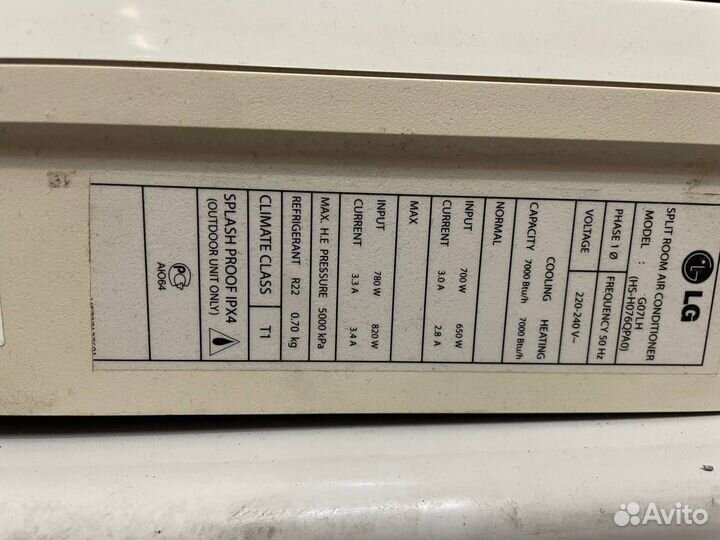 LG
SPLIT ROOM AIR CONDITIONER
MODEL : G07LH
(HS-H076QPA0)
PHASE 1 Ø FREQUENCY 50 Hz
VOLTAGE 220-240 V~
COOLING HEATING
CAPACITY 7000 Btu/h 7000 Btu/h
NORMAL
INPUT 700 W 650 W
CURRENT 3.0 A 2.8 A
MAX
INPUT 780 W 820 W
CURRENT 3.3 A 3.4 A
MAX. H.E PRESSURE 5000 kPa
REFRIGERANT R22 0.70 kg
CLIMATE CLASS T1
SPLASH PROOF IPX4
(OUTDOOR UNIT ONLY)
АЮ64
Avito